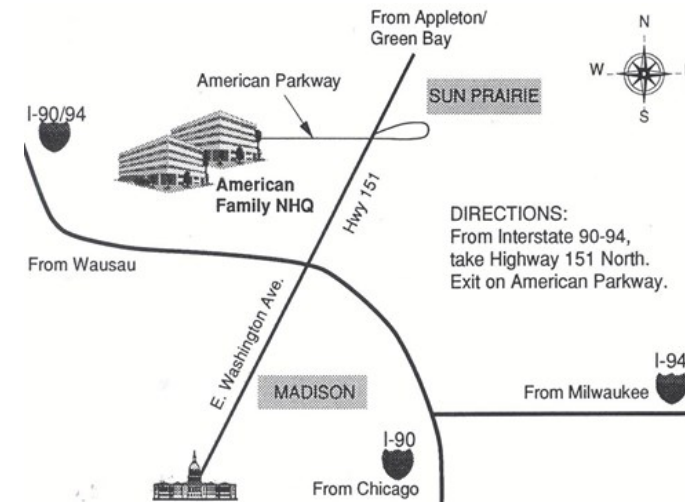 From Appleton/
Green Bay
N
W
S
American Parkway
SUN PRAIRIE
I-90/94
American
Family NHQ
Hwy 151
DIRECTIONS:
From Interstate 90-94,
take Highway 151 North.
Exit on American Parkway.
From Wausau
E. Washington Ave.
MADISON
I-94
From Milwaukee
I-90
From Chicago